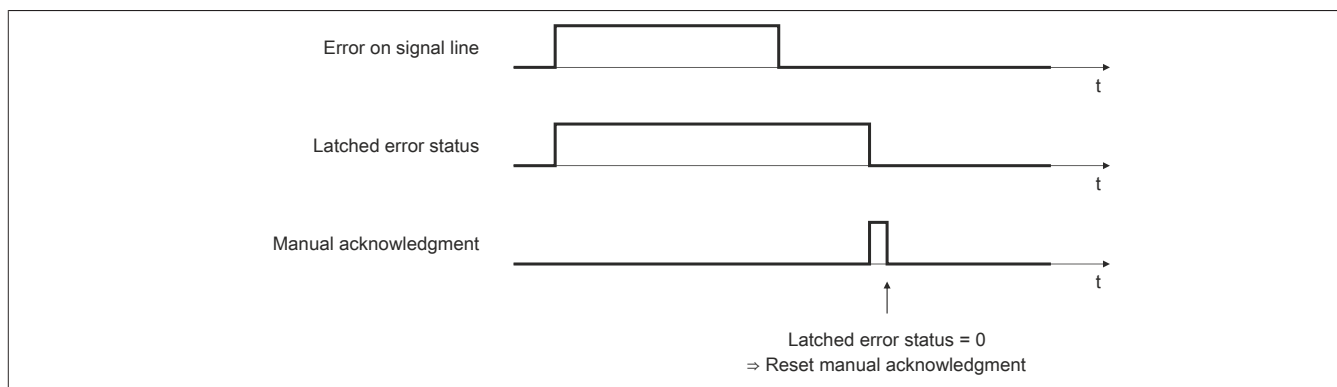 Error on signal line
t
Latched error status
t
Manual acknowledgment
t
Latched error status = 0
⇒ Reset manual acknowledgment